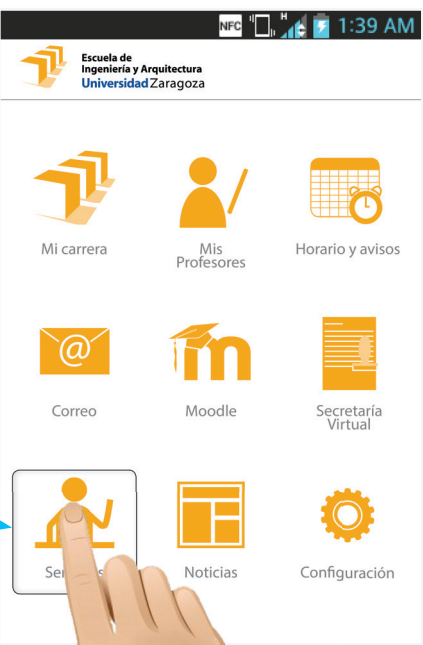 NFC H 1:39 AM
Escuela de
Ingeniería y Arquitectura
Universidad Zaragoza
Mi carrera
Mis
Profesores
Horario y avisos
@
Correo
m
Moodle
Secretaría
Virtual
Noticias
Configuración